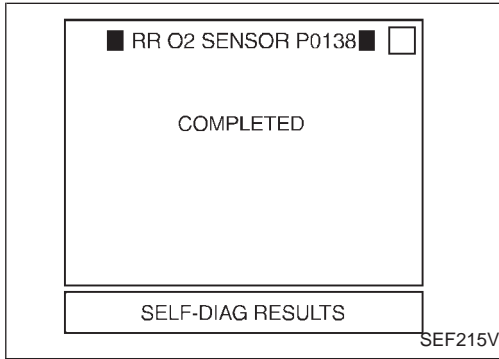 RR O2 SENSOR P0138
COMPLETED
SELF-DIAG RESULTS
SEF215V